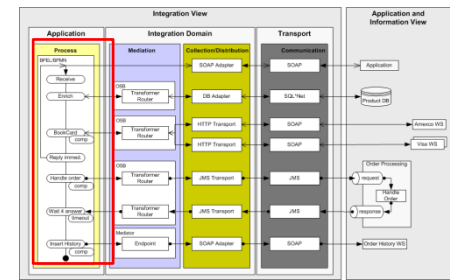 Integration View
Application and
Information View
Application
Integration Domain
Transport
Process
Mediation
Collection/Distribution
Communication
BPEL/BPMN
SOAP Adapter
SOAP
Application
Receive
OSB
Enrich
Transformer
Router
DB Adapter
SQL*Net
Product DB
OSB
HTTP Transport
SOAP
Amexco WS
BookCard
comp
Transformer
Router
HTTP Transport
SOAP
Visa WS
Reply immed.
OSB
Order Processing
Handle order
comp
Transformer
Router
JMS Transport
JMS
request
Handle
Order
Wait 4 answer
timeout
Transformer
Router
JMS Transport
JMS
response
Mediator
Insert History
comp
Endpoint
SOAP Adapter
SOAP
Order History WS